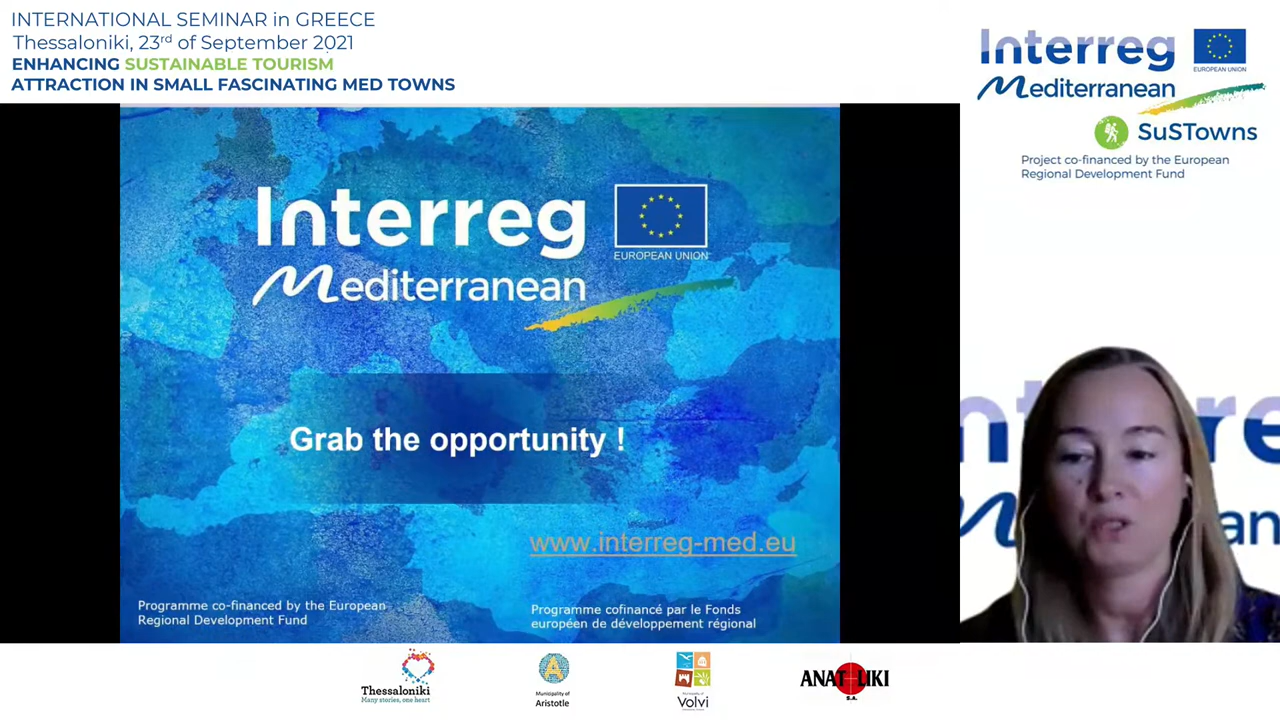 INTERNATIONAL SEMINAR in GREECE
Thessaloniki, 23rd of September 2021
ENHANCING SUSTAINABLE TOURISM
ATTRACTION IN SMALL FASCINATING MED TOWNS
Interreg
EUROPEAN UNION
Mediterranean
SuSTowns
Project co-financed by the European
Regional Development Fund
Interreg
EUROPEAN UNION
Mediterranean
Grab the opportunity !
www.interreg-med.eu
Programme co-financed by the European
Regional Development Fund
Programme cofinancé par le Fonds
européen de développement régional
Thessaloniki
Many stories, one heart
Municipality of
Aristotle
Volvi
ANATOLIKI
S.A.